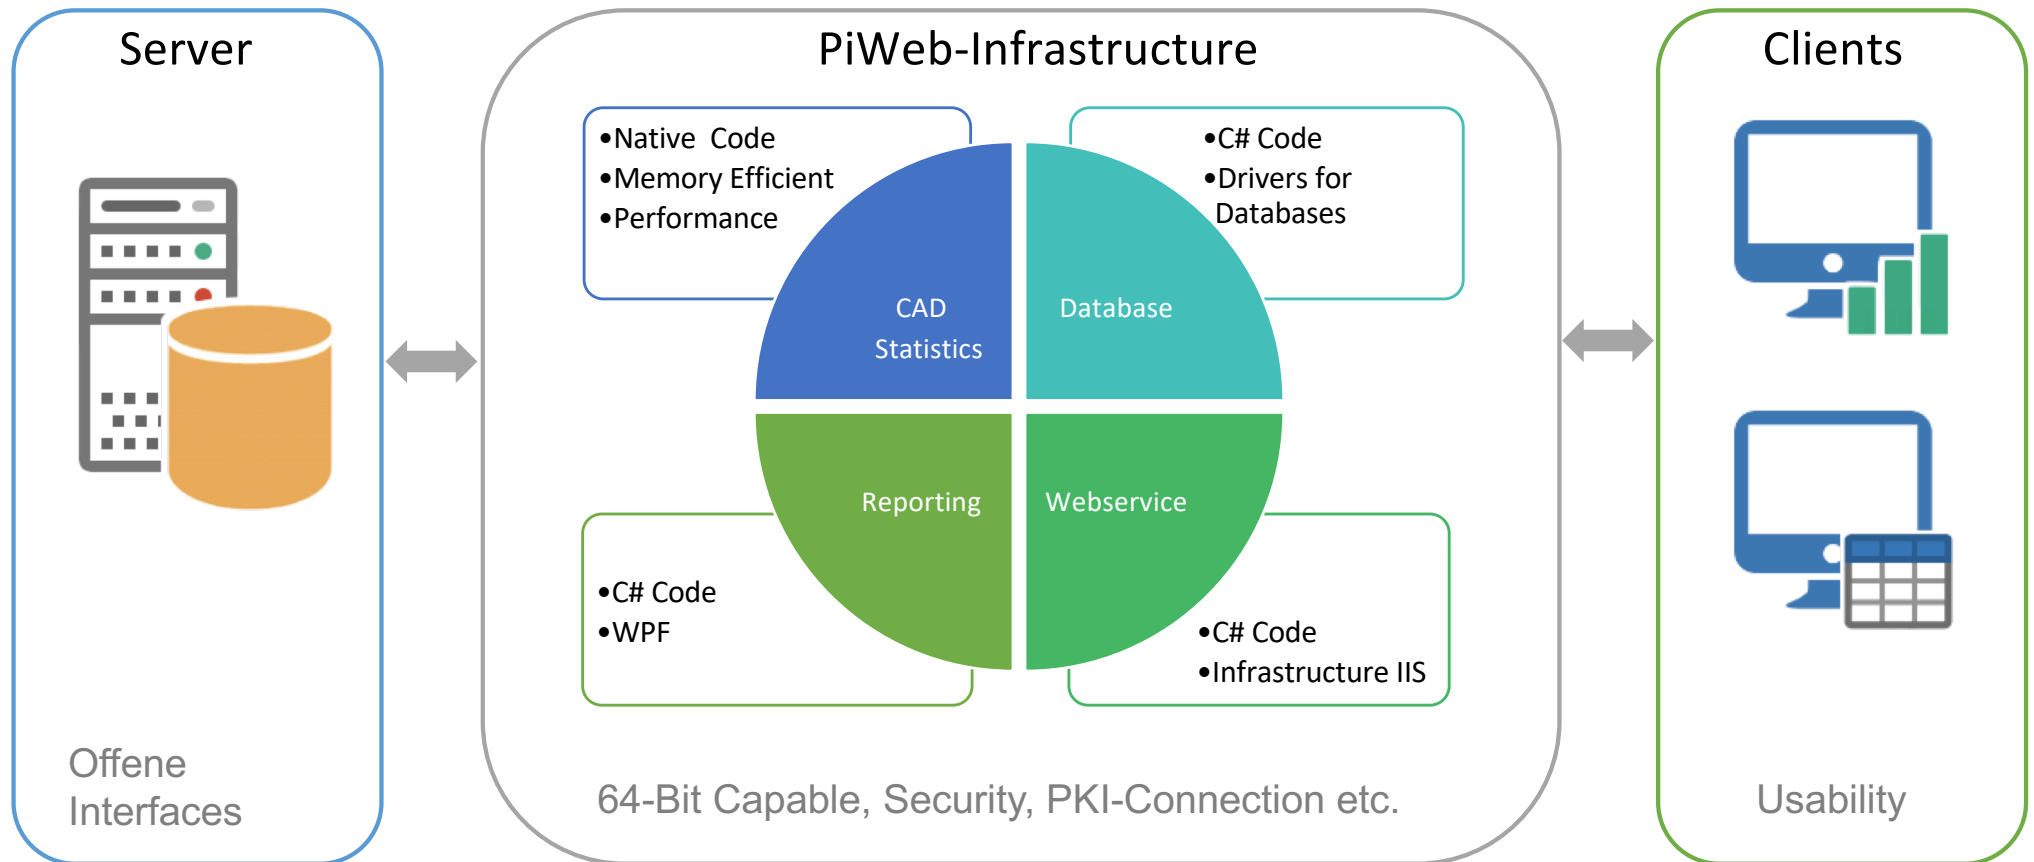 Server
PiWeb-Infrastructure
Clients
•Native Code
•Memory Efficient
•Performance
•C# Code
•Drivers for
Databases
CAD
Statistics
Database
Reporting
Webservice
•C# Code
•WPF
•C# Code
•Infrastructure IIS
Offene
Interfaces
64-Bit Capable, Security, PKI-Connection etc.
Usability